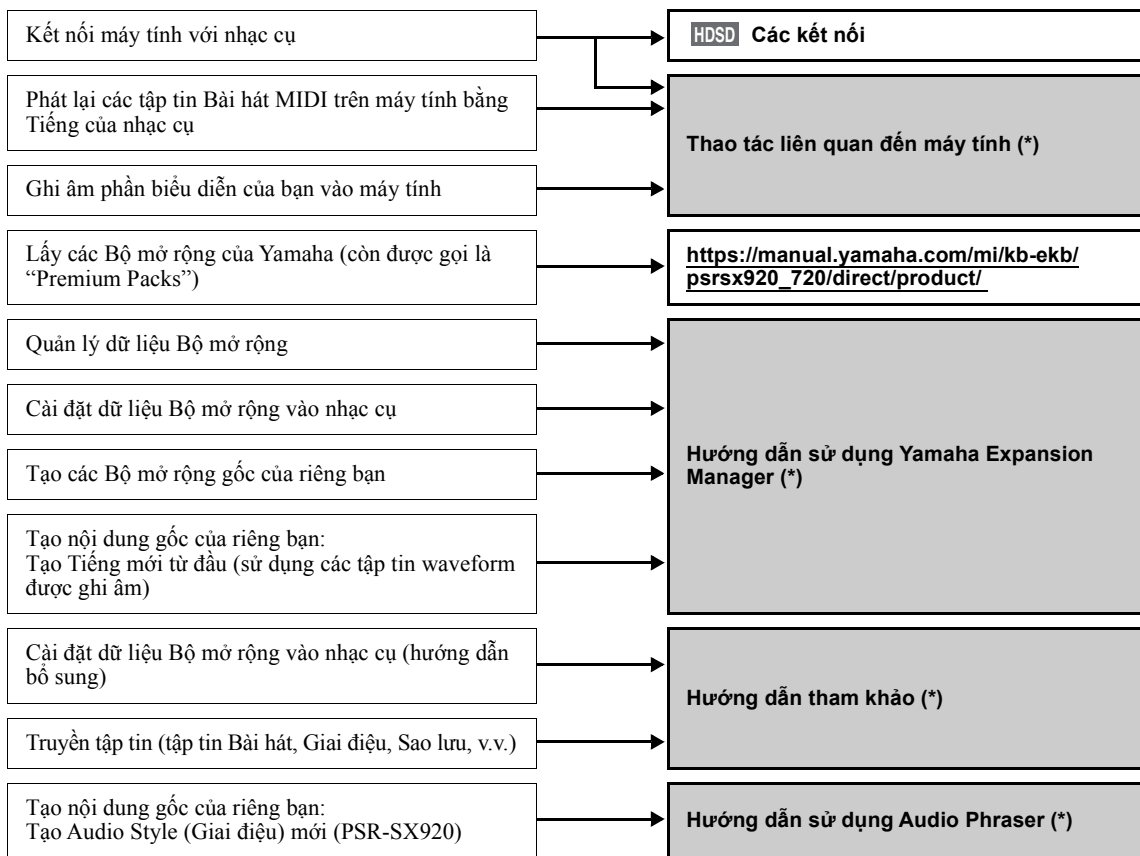 Kết nối máy tính với nhạc cụ
HDSD Các kết nối
Phát lại các tập tin Bài hát MIDI trên máy tính bằng
Tiếng của nhạc cụ
Thao tác liên quan đến máy tính (*)
Ghi âm phần biểu diễn của bạn vào máy tính
Lấy các Bộ mở rộng của Yamaha (còn được gọi là
“Premium Packs”)
https://manual.yamaha.com/mi/kb-ekb/
psrsx920_720/direct/product/
Quản lý dữ liệu Bộ mở rộng
Cài đặt dữ liệu Bộ mở rộng vào nhạc cụ
Tạo các Bộ mở rộng gốc của riêng bạn
Hướng dẫn sử dụng Yamaha Expansion
Manager (*)
Tạo nội dung gốc của riêng bạn:
Tạo Tiếng mới từ đầu (sử dụng các tập tin waveform
được ghi âm)
Cài đặt dữ liệu Bộ mở rộng vào nhạc cụ (hướng dẫn
bổ sung)
Hướng dẫn tham khảo (*)
Truyền tập tin (tập tin Bài hát, Giai điệu, Sao lưu, v.v.)
Tạo nội dung gốc của riêng bạn:
Tạo Audio Style (Giai điệu) mới (PSR-SX920)
Hướng dẫn sử dụng Audio Phraser (*)